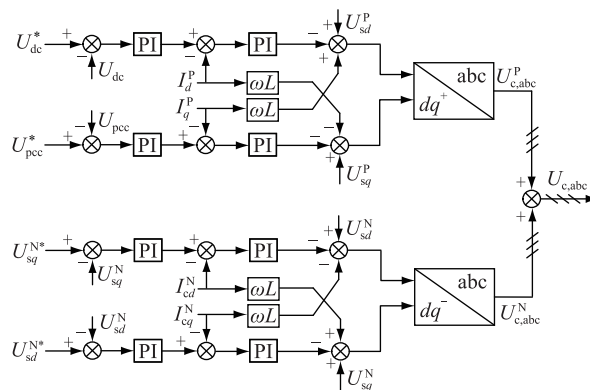 + U_sd^P
U_dc^* + − PI + − PI − + abc U_c,abc^P
U_dc I_d^P ωL +
I_q^P ωL dq^+
U_pcc − − −
U_pcc^* + PI + PI − +
U_sq^P + U_c,abc
+ U_sd^N +
U_sq^N* + − PI + − PI − + abc
U_sq^N I_cd^N ωL −
I_cq^N ωL dq^− U_c,abc^N
U_sd^N − − +
U_sd^N* + PI + PI − +
U_sq^N